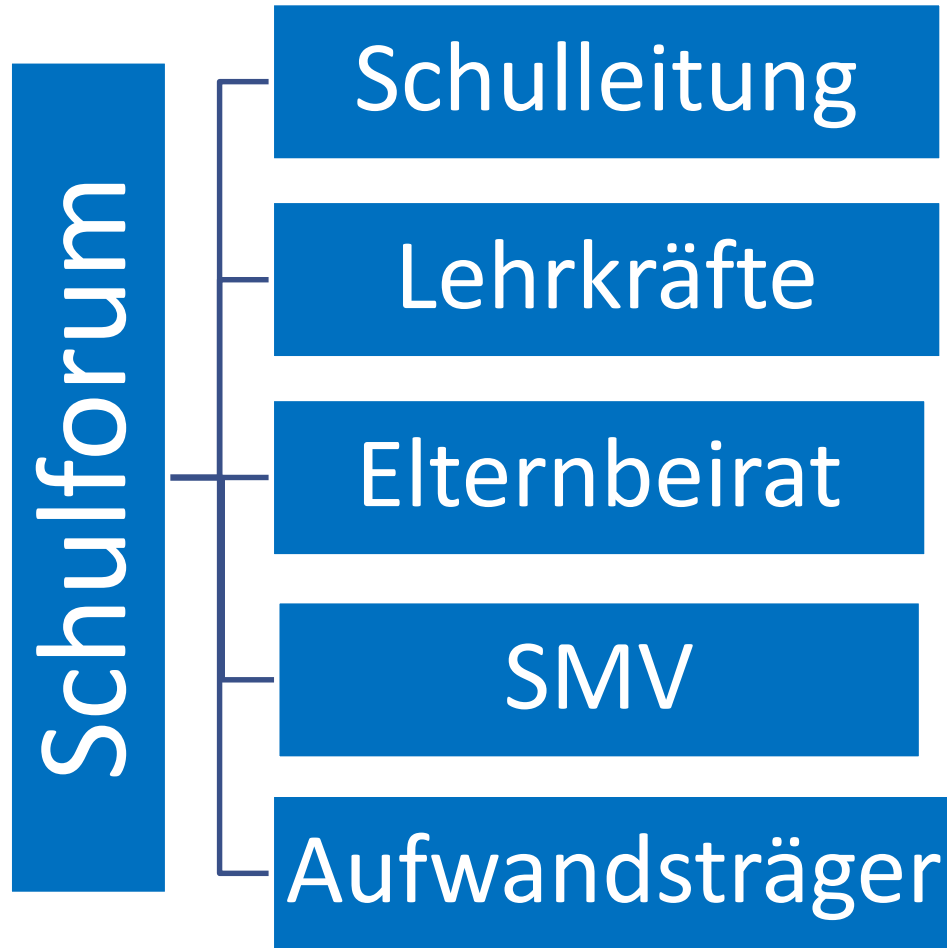 Schulforum
Schulleitung
Lehrkräfte
Elternbeirat
SMV
Aufwandsträger